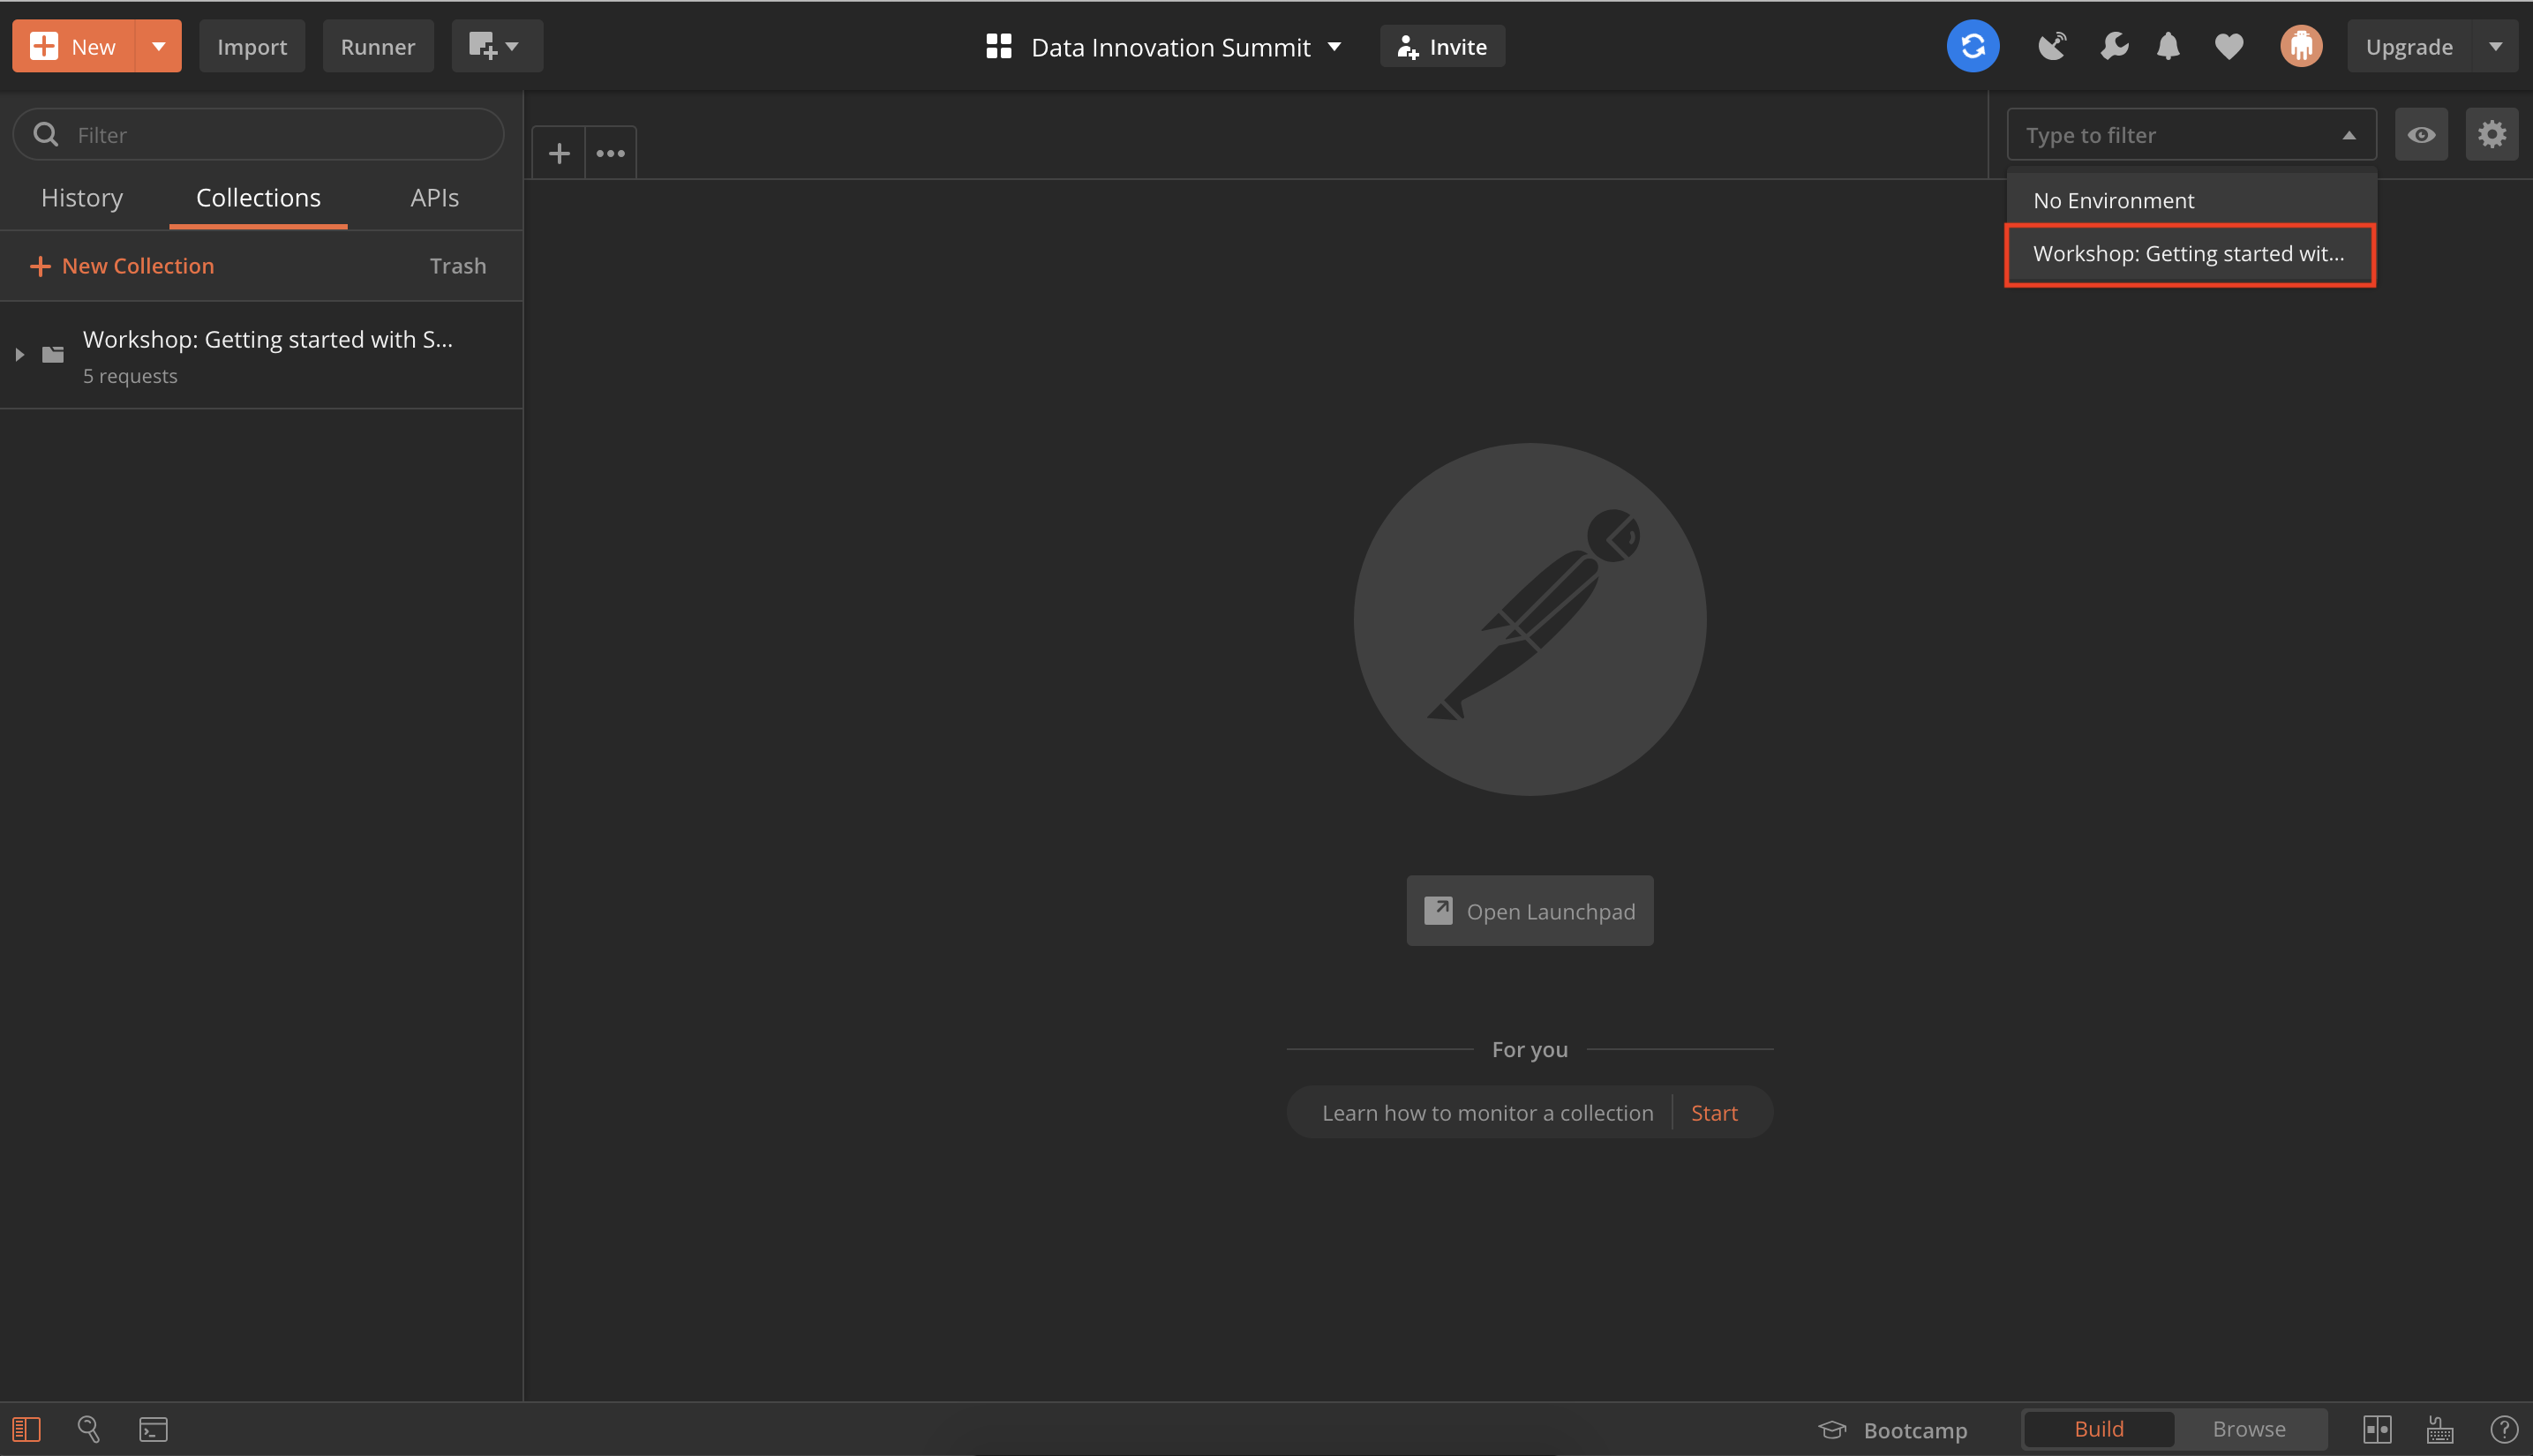 New
Import
Runner
Data Innovation Summit
Invite
Upgrade
Filter
Type to filter
History
Collections
APIs
No Environment
Workshop: Getting started wit...
New Collection
Trash
Workshop: Getting started with S...
5 requests
Open Launchpad
For you
Learn how to monitor a collection
Start
Bootcamp
Build
Browse